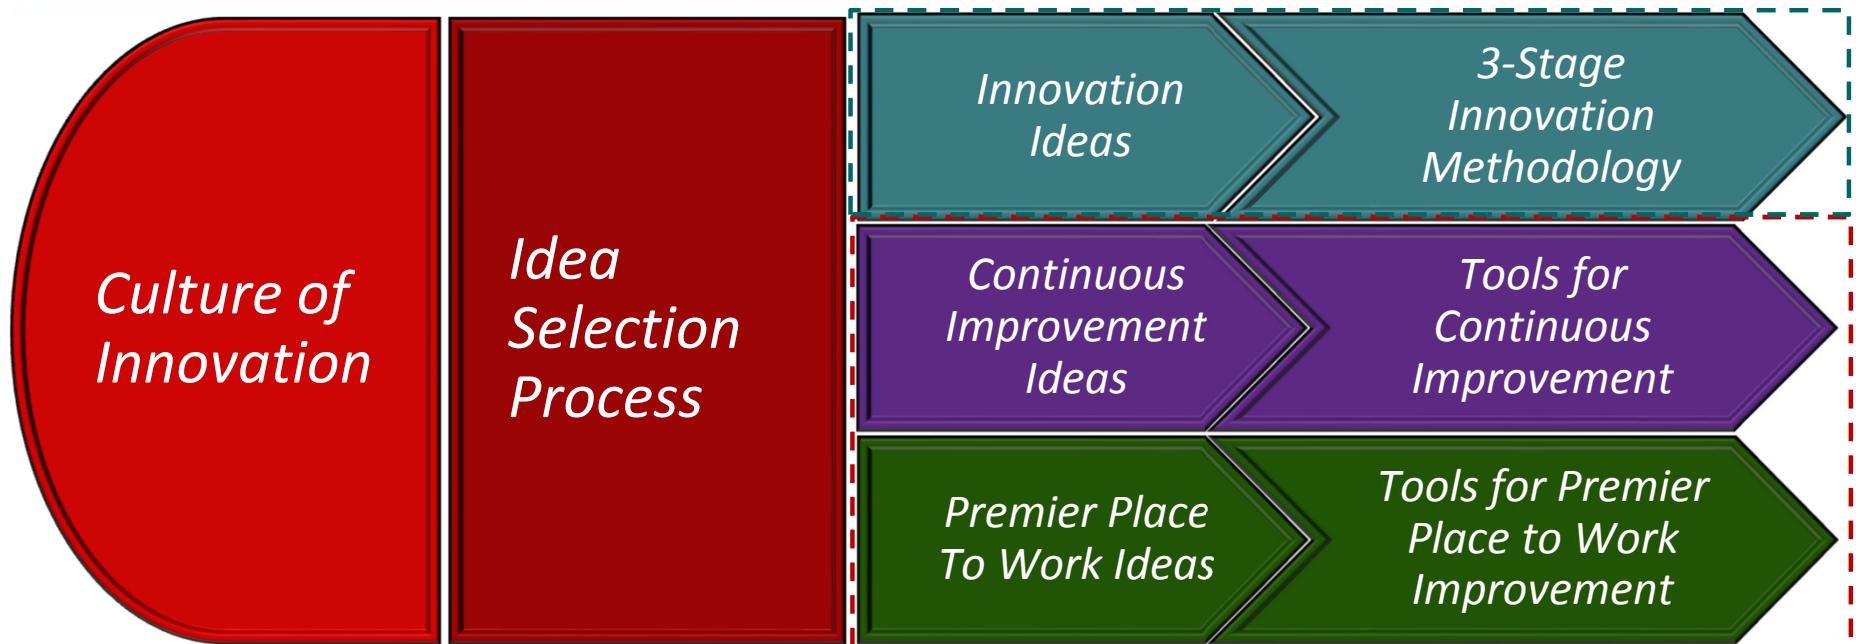 Culture of
Innovation
Idea
Selection
Process
Innovation
Ideas
3-Stage
Innovation
Methodology
Continuous
Improvement
Ideas
Tools for
Continuous
Improvement
Premier Place
To Work Ideas
Tools for Premier
Place to Work
Improvement